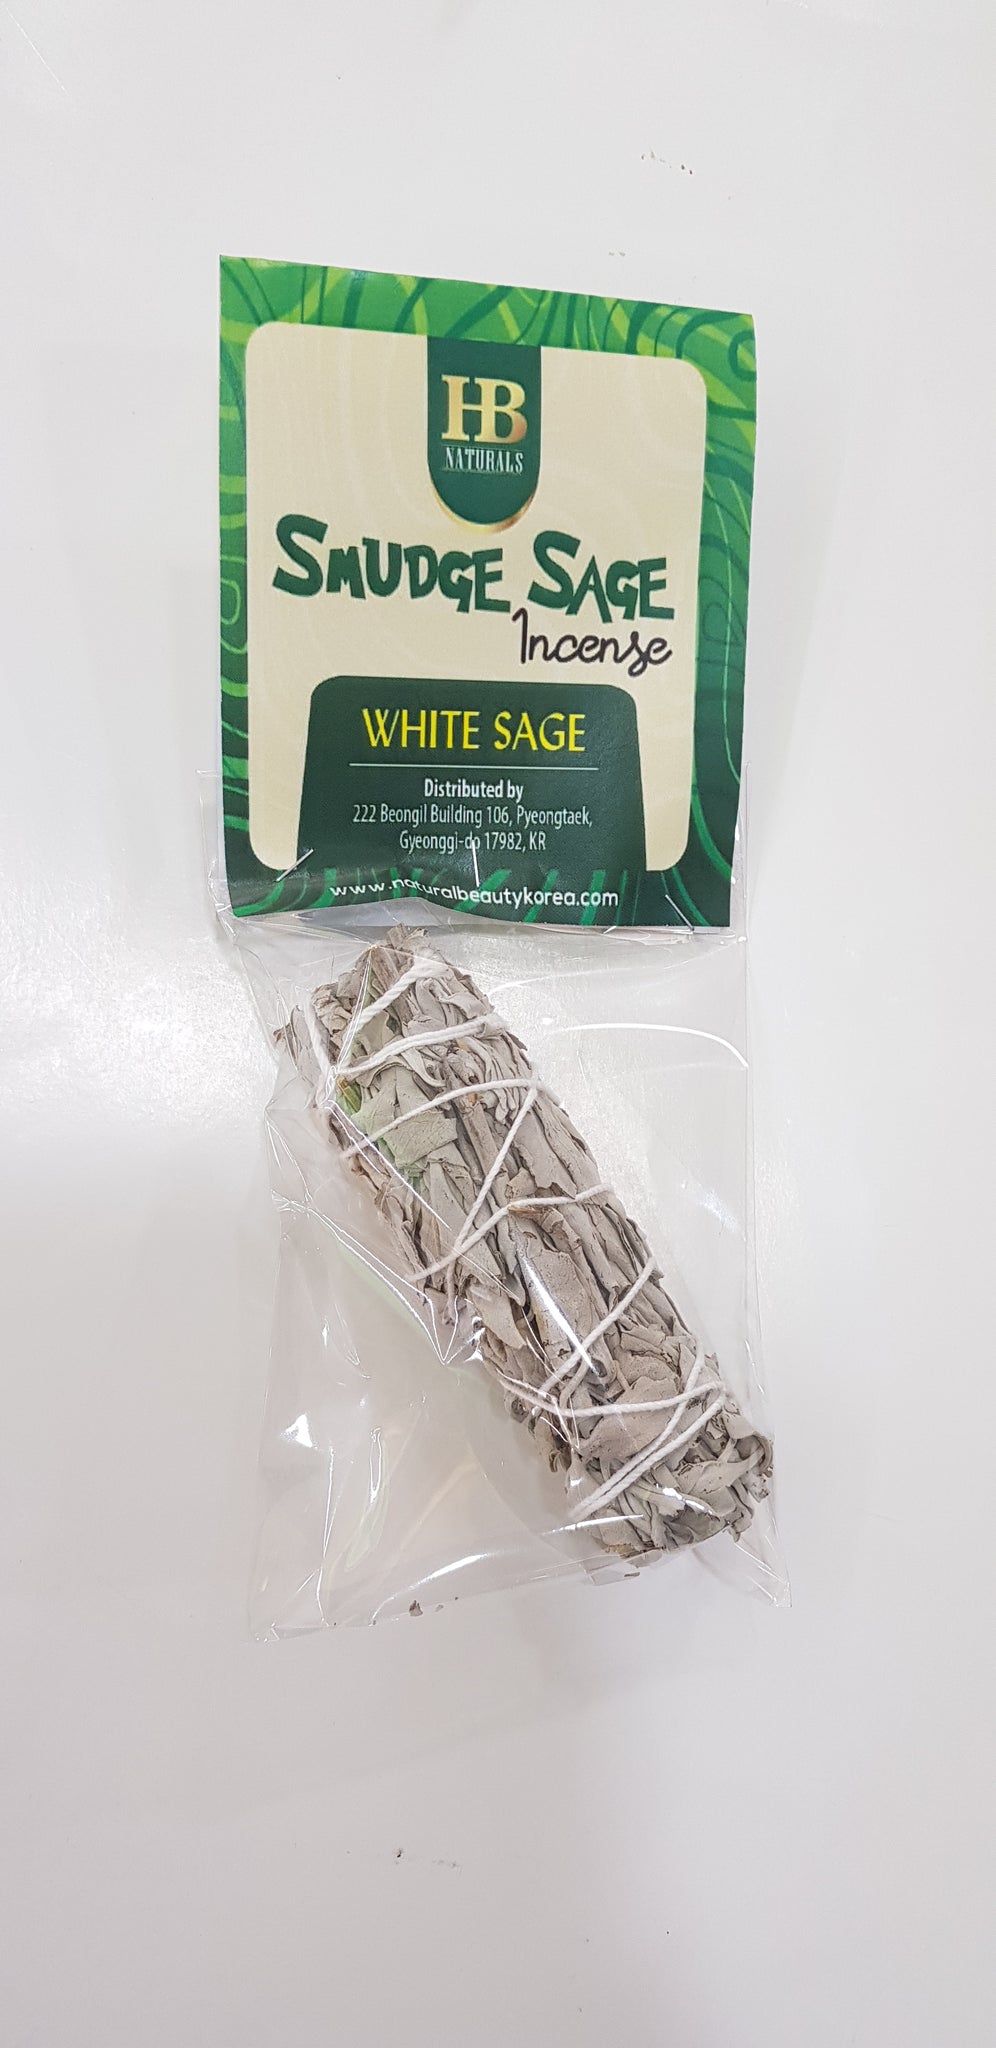 HB
NATURALS
SMUDGE SAGE
Incense
WHITE SAGE
Distributed by
222 Beongil Building 106, Pyeongtaek,
Gyeonggi-do 17982, KR
www.naturalbeautykorea.com